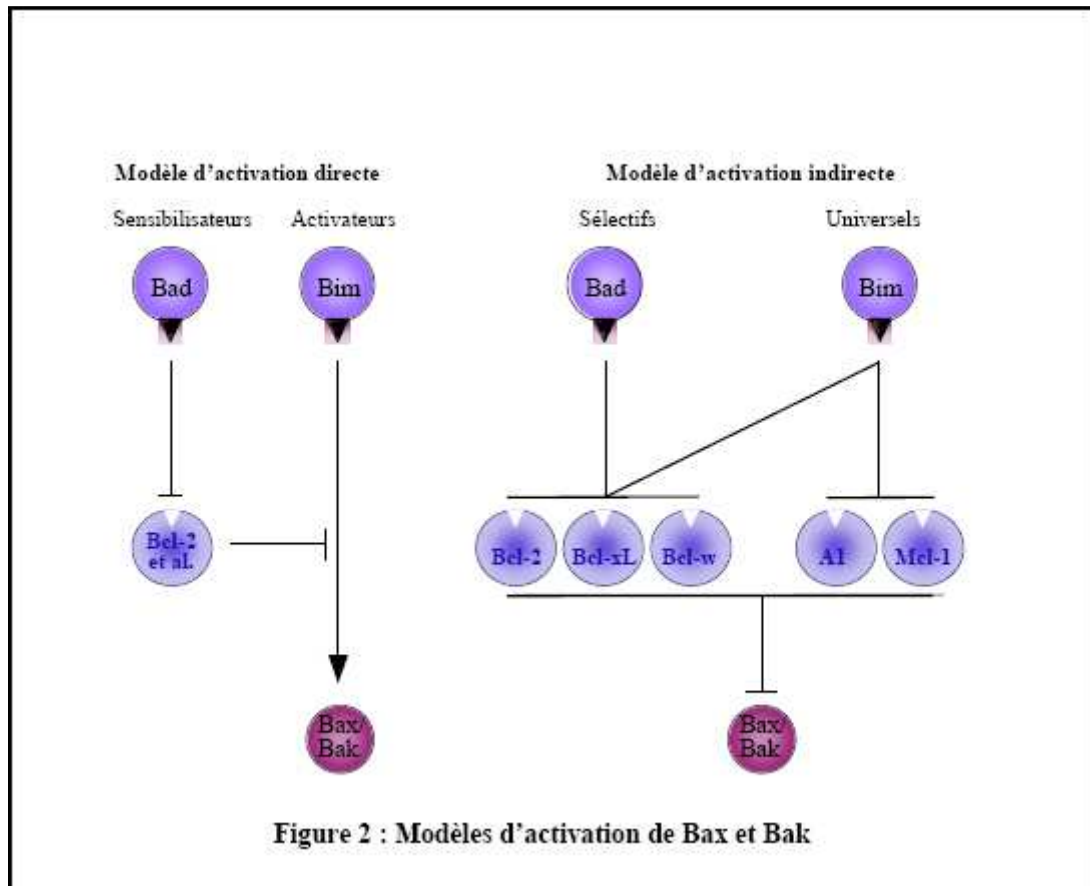 Modèle d'activation directe
Sensibilisateurs
Activateurs
Bad
Bim
Bcl-2
et al.
Bax/
Bak
Modèle d'activation indirecte
Sélectifs
Universels
Bad
Bim
Bcl-2
Bcl-xL
Bcl-w
A1
Mcl-1
Bax/
Bak
Figure 2 : Modèles d'activation de Bax et Bak